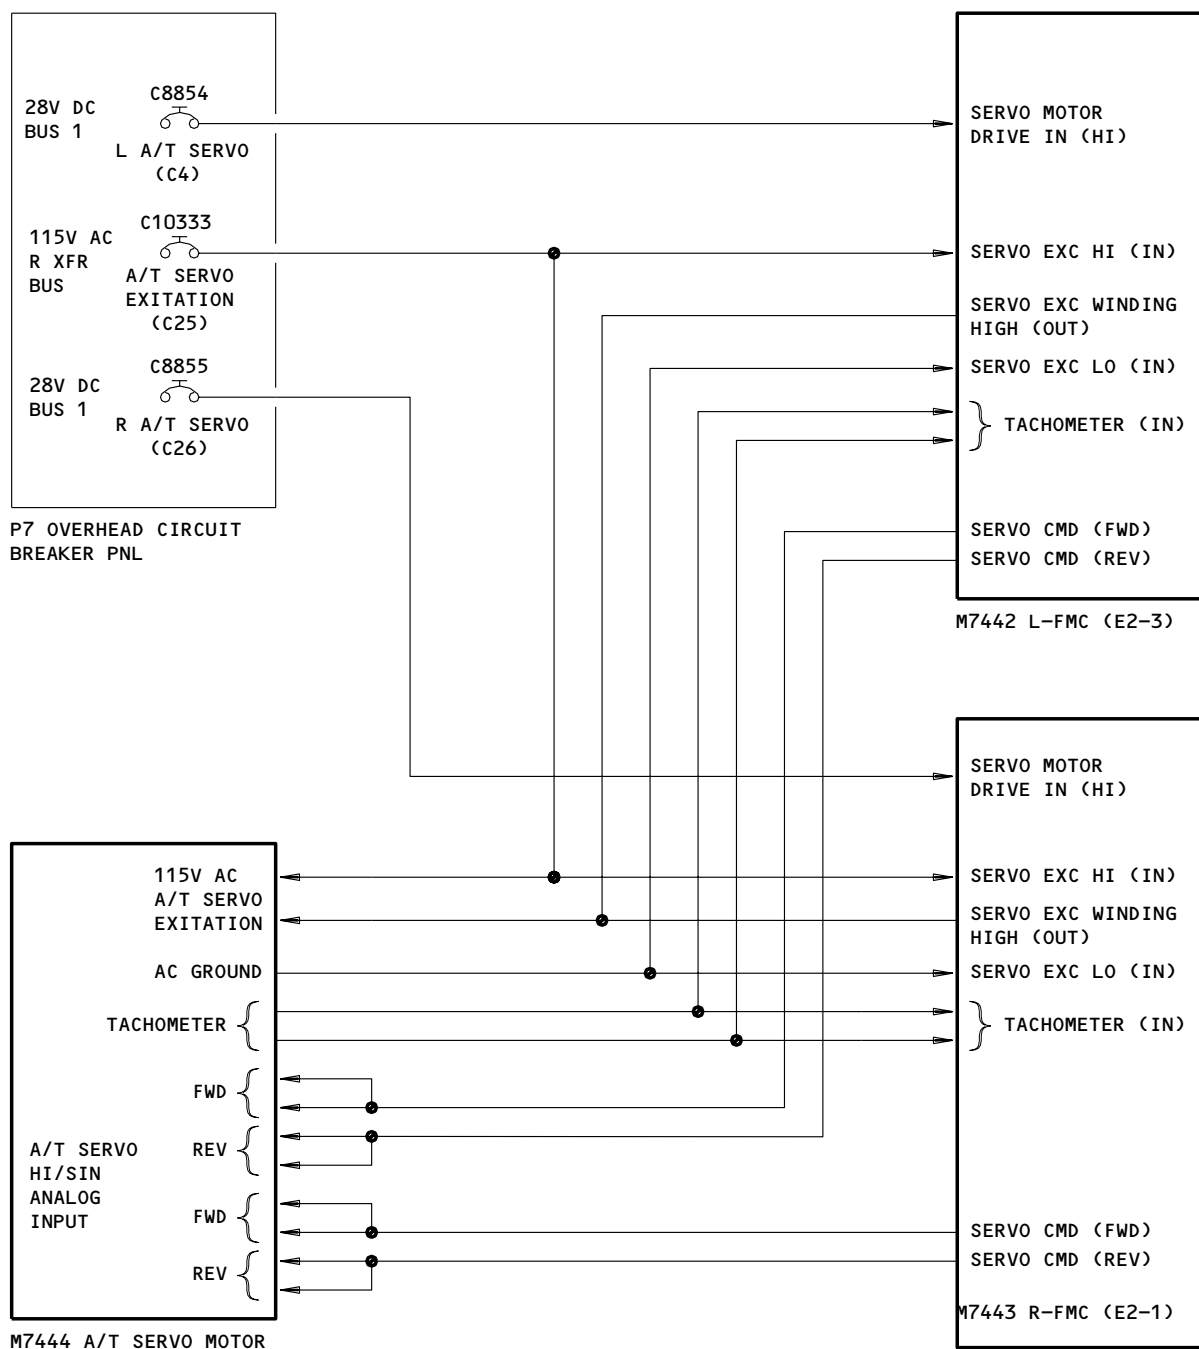 C8854
28V DC
BUS 1
L A/T SERVO
(C4)
C10333
115V AC
R XFR
BUS
A/T SERVO
EXITATION
(C25)
C8855
28V DC
BUS 1
R A/T SERVO
(C26)
P7 OVERHEAD CIRCUIT
BREAKER PNL
SERVO MOTOR
DRIVE IN (HI)
SERVO EXC HI (IN)
SERVO EXC WINDING
HIGH (OUT)
SERVO EXC LO (IN)
TACHOMETER (IN)
SERVO CMD (FWD)
SERVO CMD (REV)
M7442 L-FMC (E2-3)
SERVO MOTOR
DRIVE IN (HI)
SERVO EXC HI (IN)
SERVO EXC WINDING
HIGH (OUT)
SERVO EXC LO (IN)
TACHOMETER (IN)
SERVO CMD (FWD)
SERVO CMD (REV)
M7443 R-FMC (E2-1)
115V AC
A/T SERVO
EXITATION
AC GROUND
TACHOMETER
FWD
REV
A/T SERVO
HI/SIN
ANALOG
INPUT
FWD
REV
M7444 A/T SERVO MOTOR